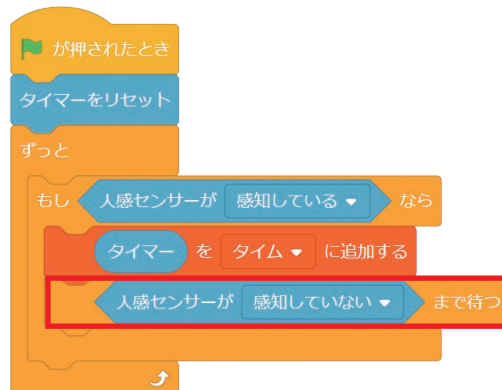 が押されたとき
タイマーをリセット
ずっと
もし 人感センサーが 感知している なら
タイマー を タイム に追加する
人感センサーが 感知していない まで待つ